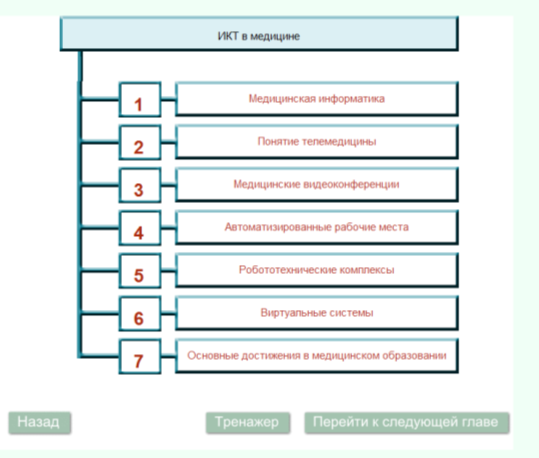 ИКТ в медицине
1 Медицинская информатика
2 Понятие телемедицины
3 Медицинские видеоконференции
4 Автоматизированные рабочие места
5 Робототехнические комплексы
6 Виртуальные системы
7 Основные достижения в медицинском образовании
Назад Тренажер Перейти к следующей главе